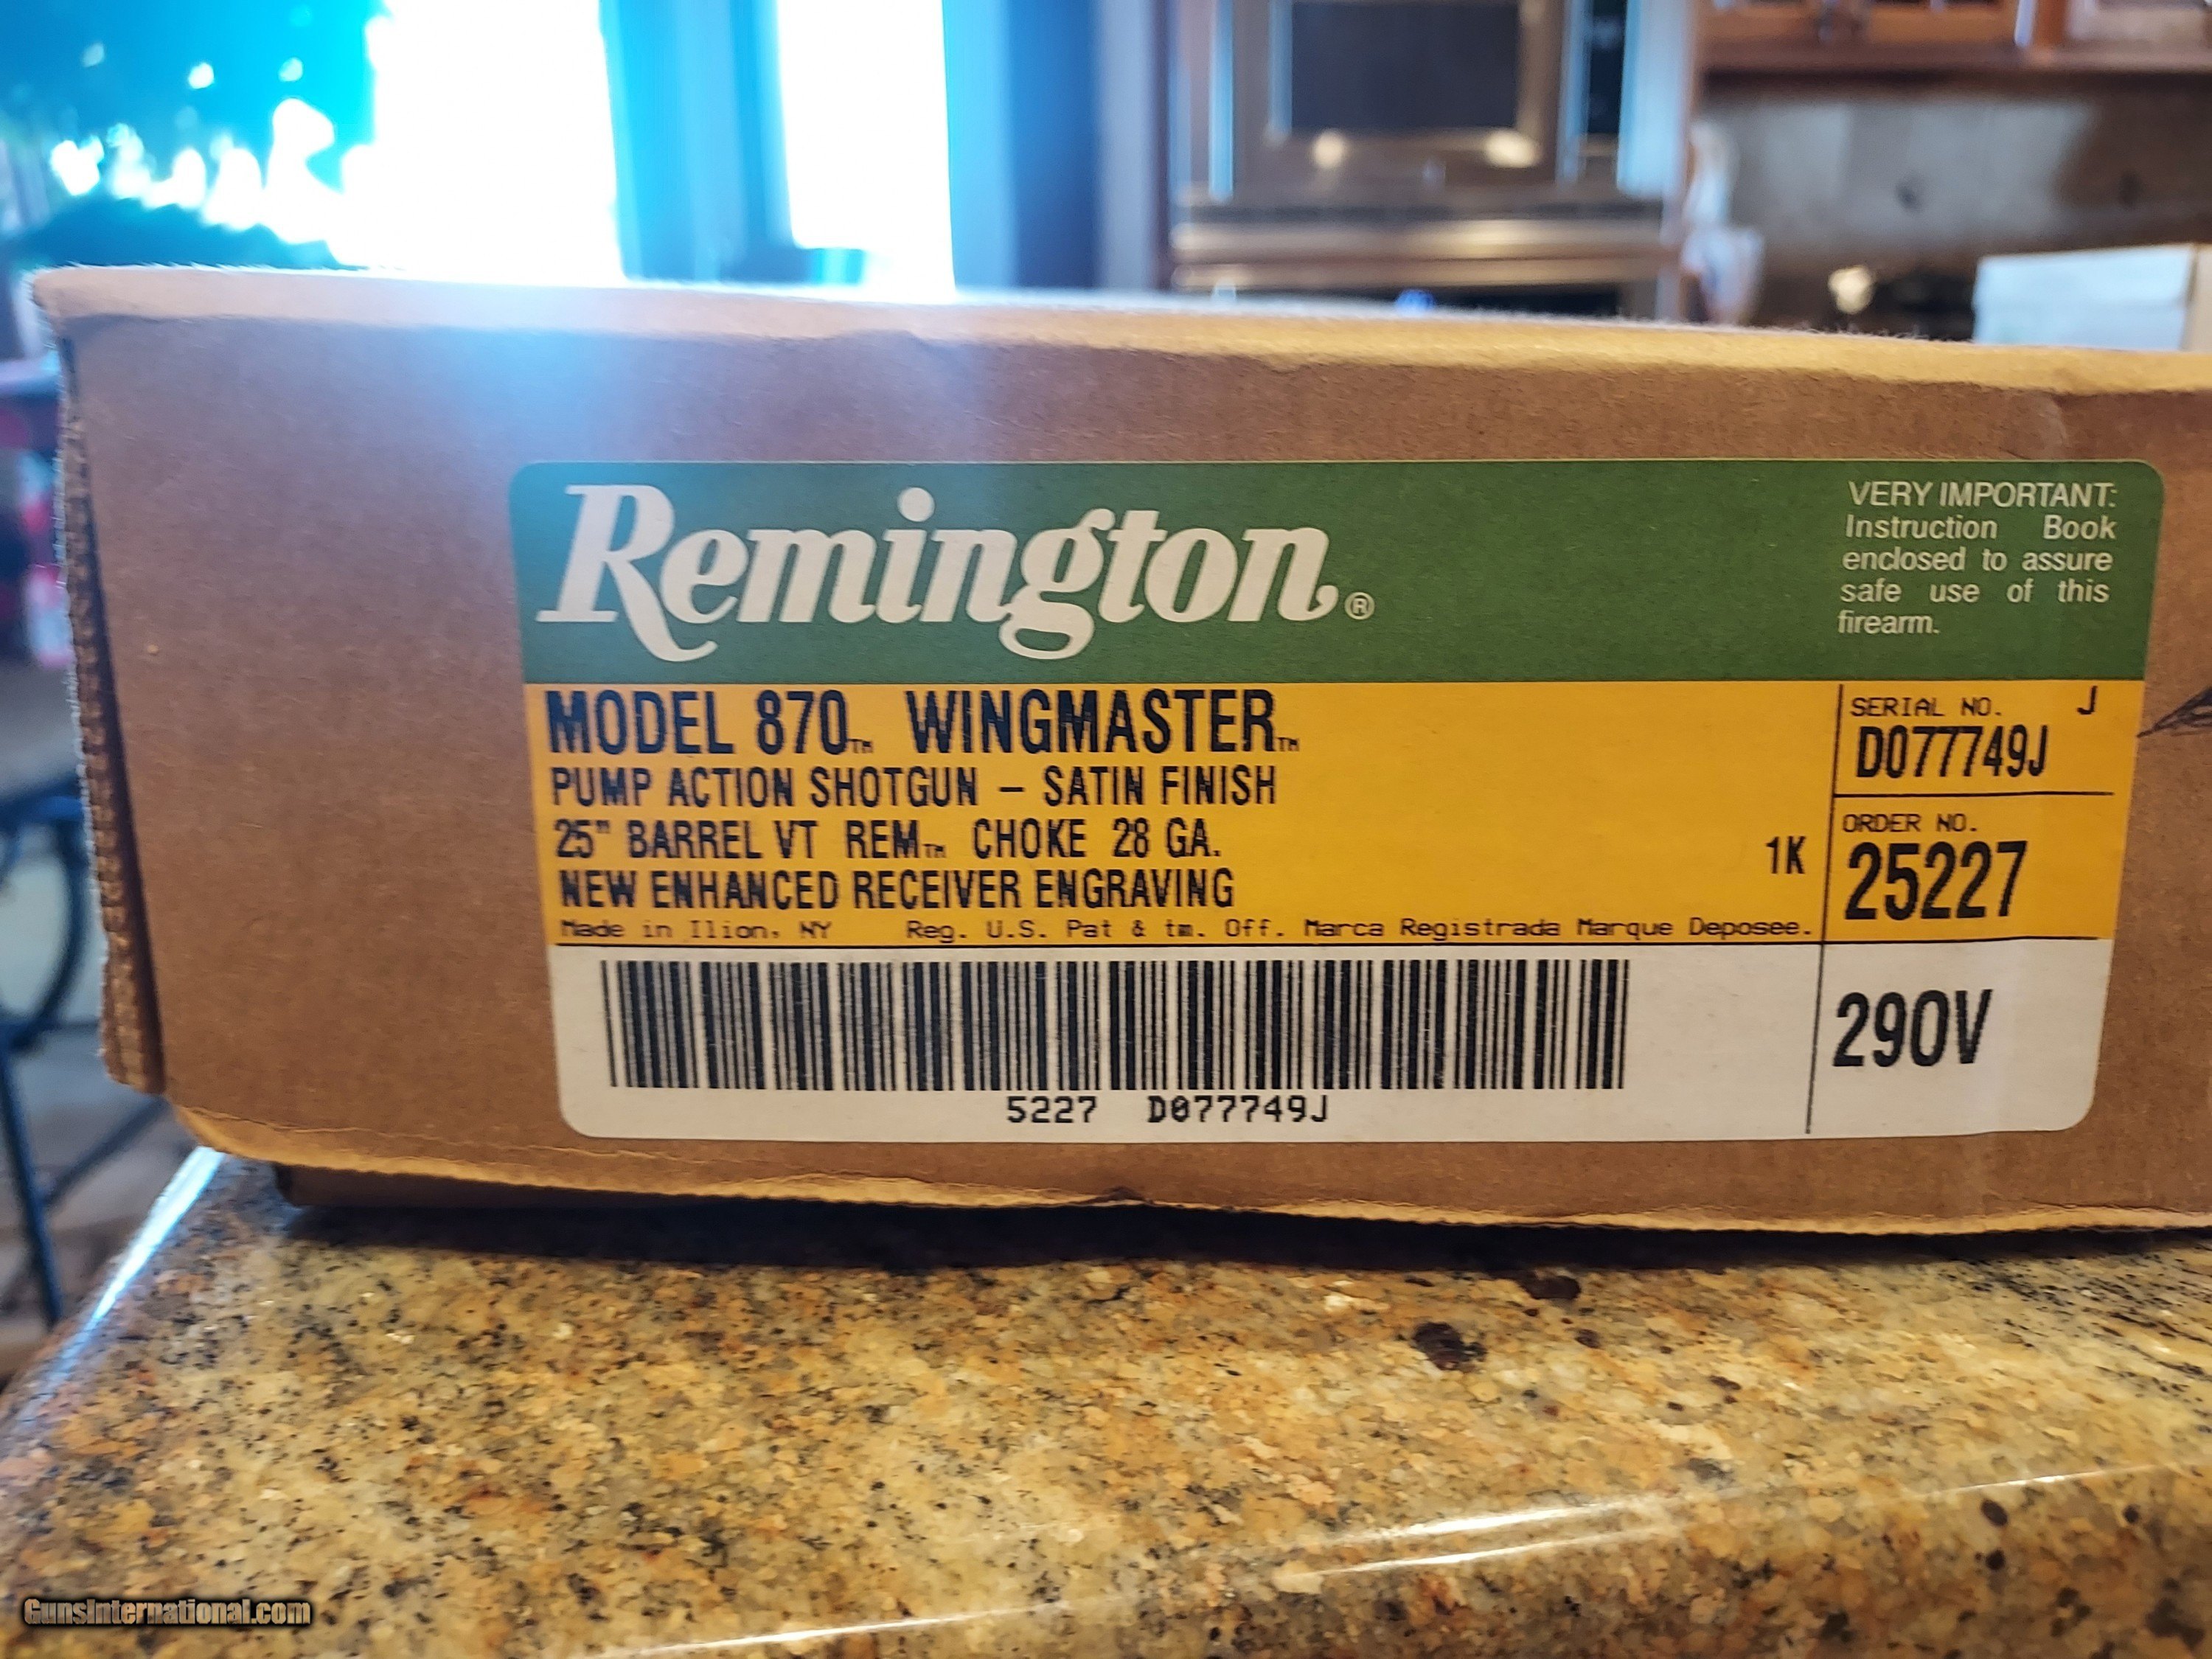 Remington®
VERY IMPORTANT:
Instruction Book
enclosed to assure
safe use of this
firearm.
MODEL 870™ WINGMASTER™
PUMP ACTION SHOTGUN – SATIN FINISH
25" BARREL VT REM™ CHOKE 28 GA.
NEW ENHANCED RECEIVER ENGRAVING
1K
Made in Ilion, NY Reg. U.S. Pat & tm. Off. Marca Registrada Marque Deposee.
SERIAL NO. J
D077749J
ORDER NO.
25227
290V
5227 D077749J
GunsInternational.com